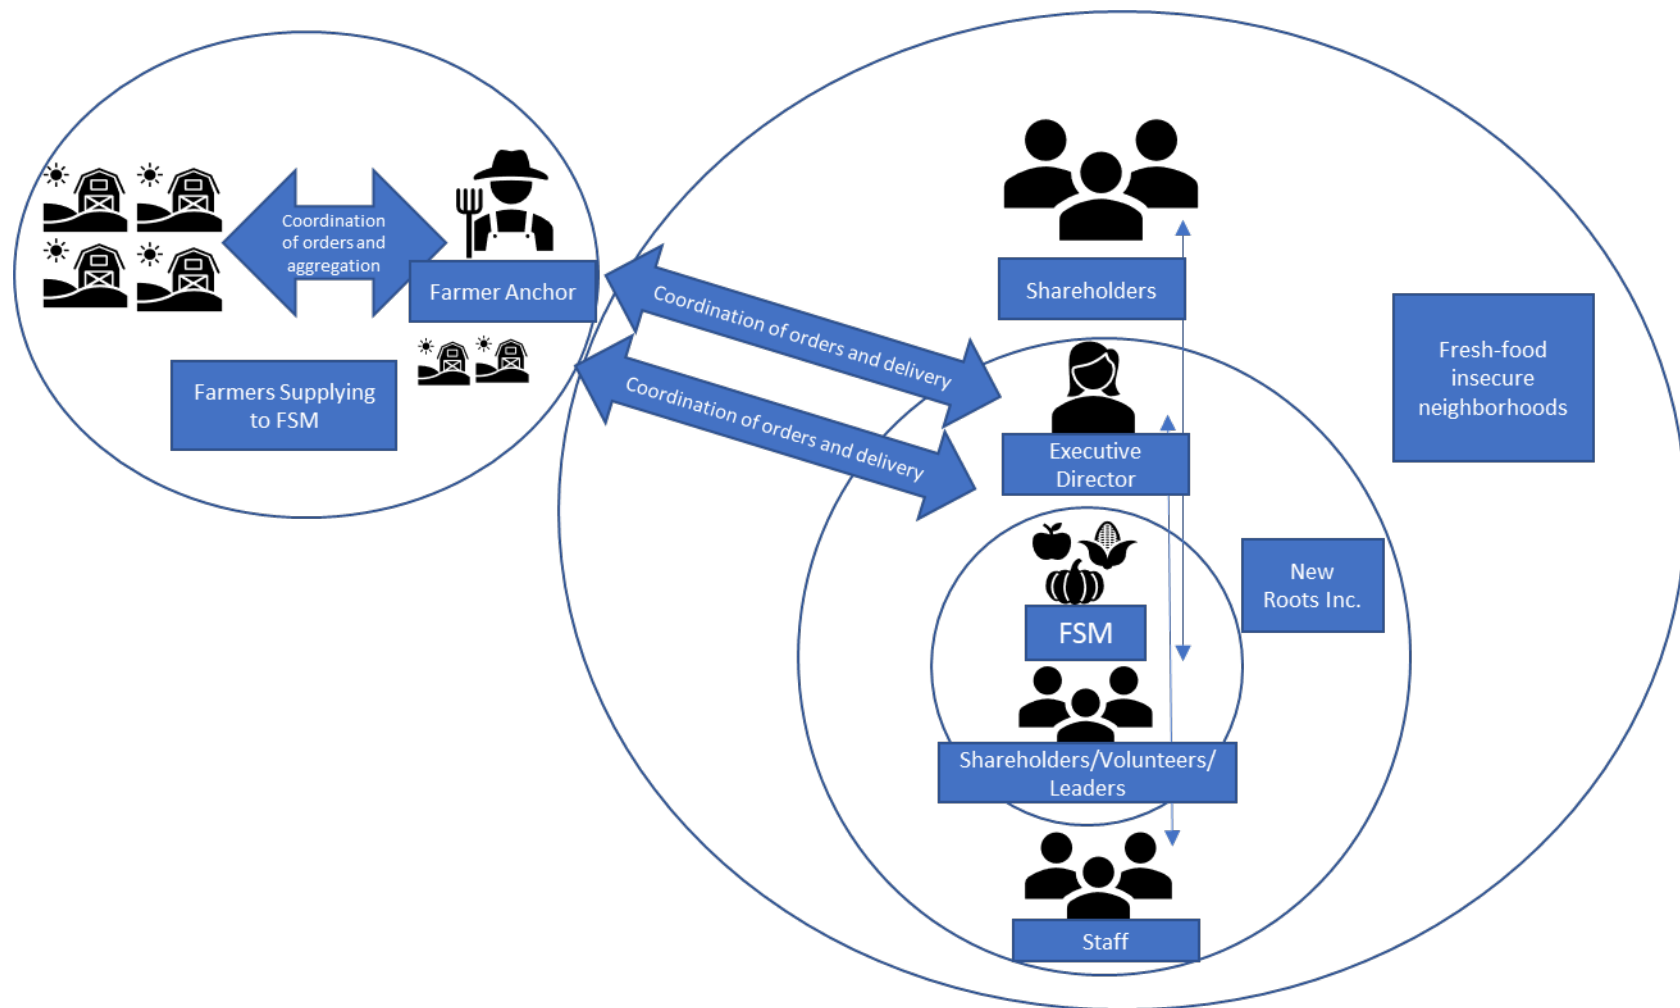 Coordination
of orders and
aggregation
Farmer Anchor
Farmers Supplying
to FSM
Coordination of orders and delivery
Coordination of orders and delivery
Shareholders
Executive
Director
FSM
Shareholders/Volunteers/
Leaders
Staff
New
Roots Inc.
Fresh-food
insecure
neighborhoods